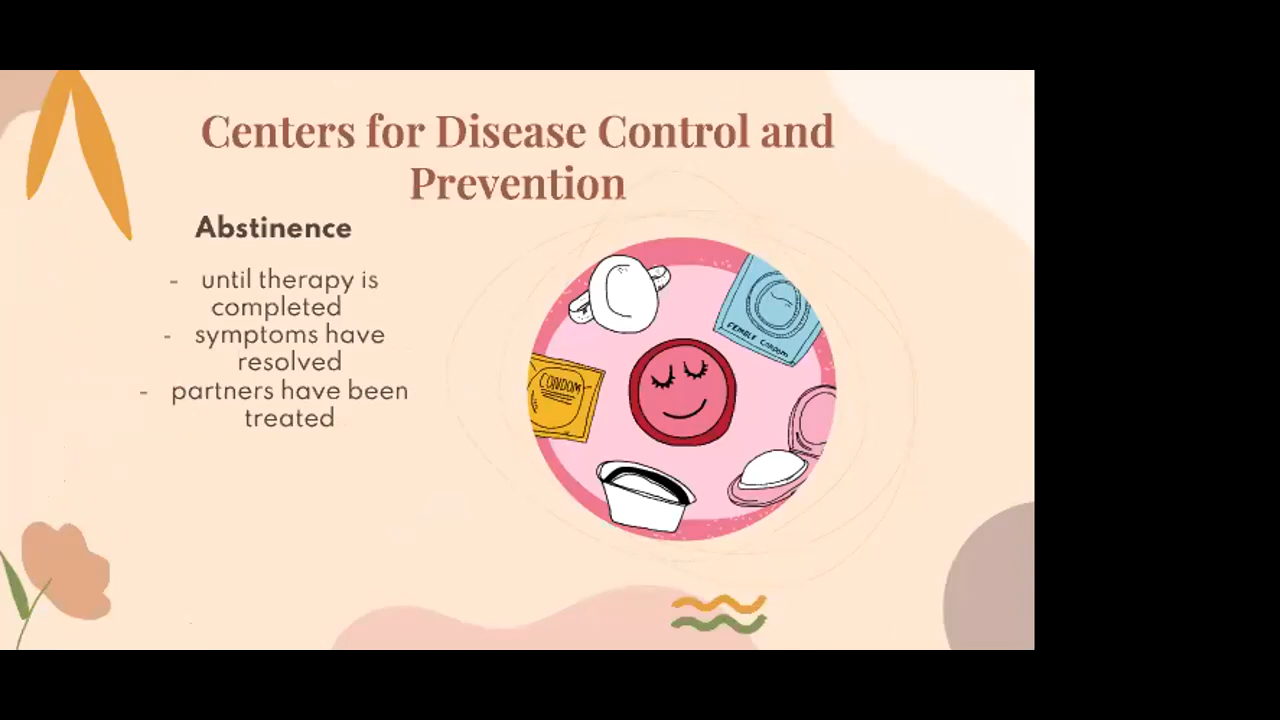 Centers for Disease Control and
Prevention
Abstinence
- until therapy is
completed
- symptoms have
resolved
- partners have been
treated
FEMALE Condom
CONDOM